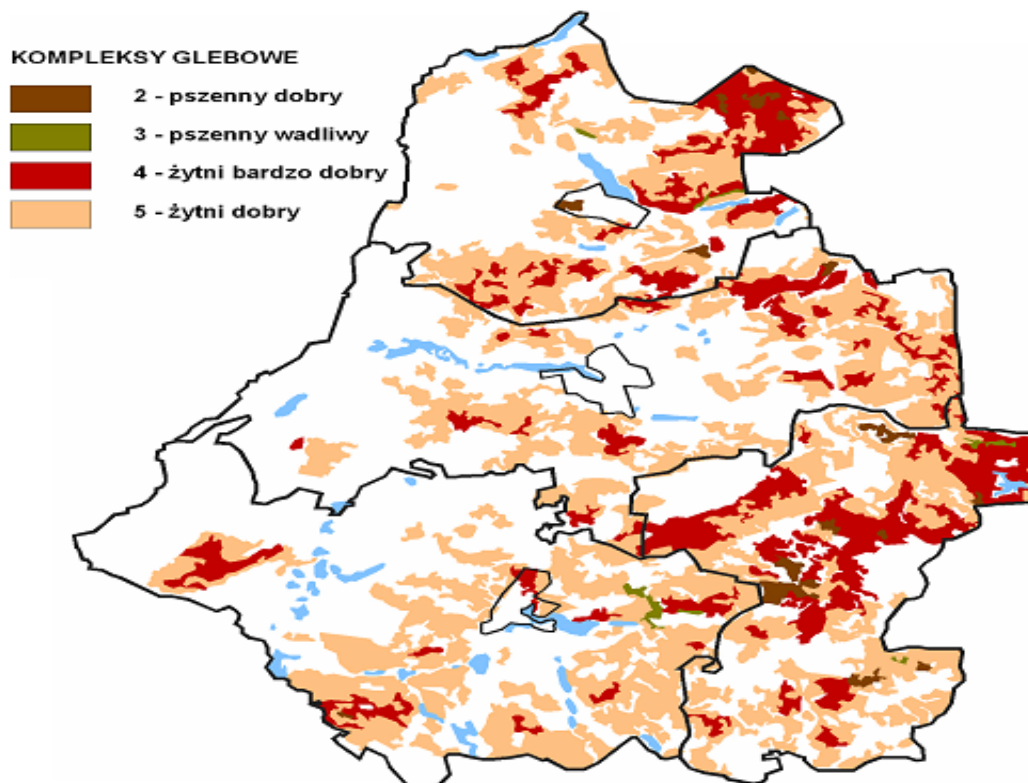 KOMPLEKSY GLEBOWE
2 - pszenny dobry
3 - pszenny wadliwy
4 - żytni bardzo dobry
5 - żytni dobry